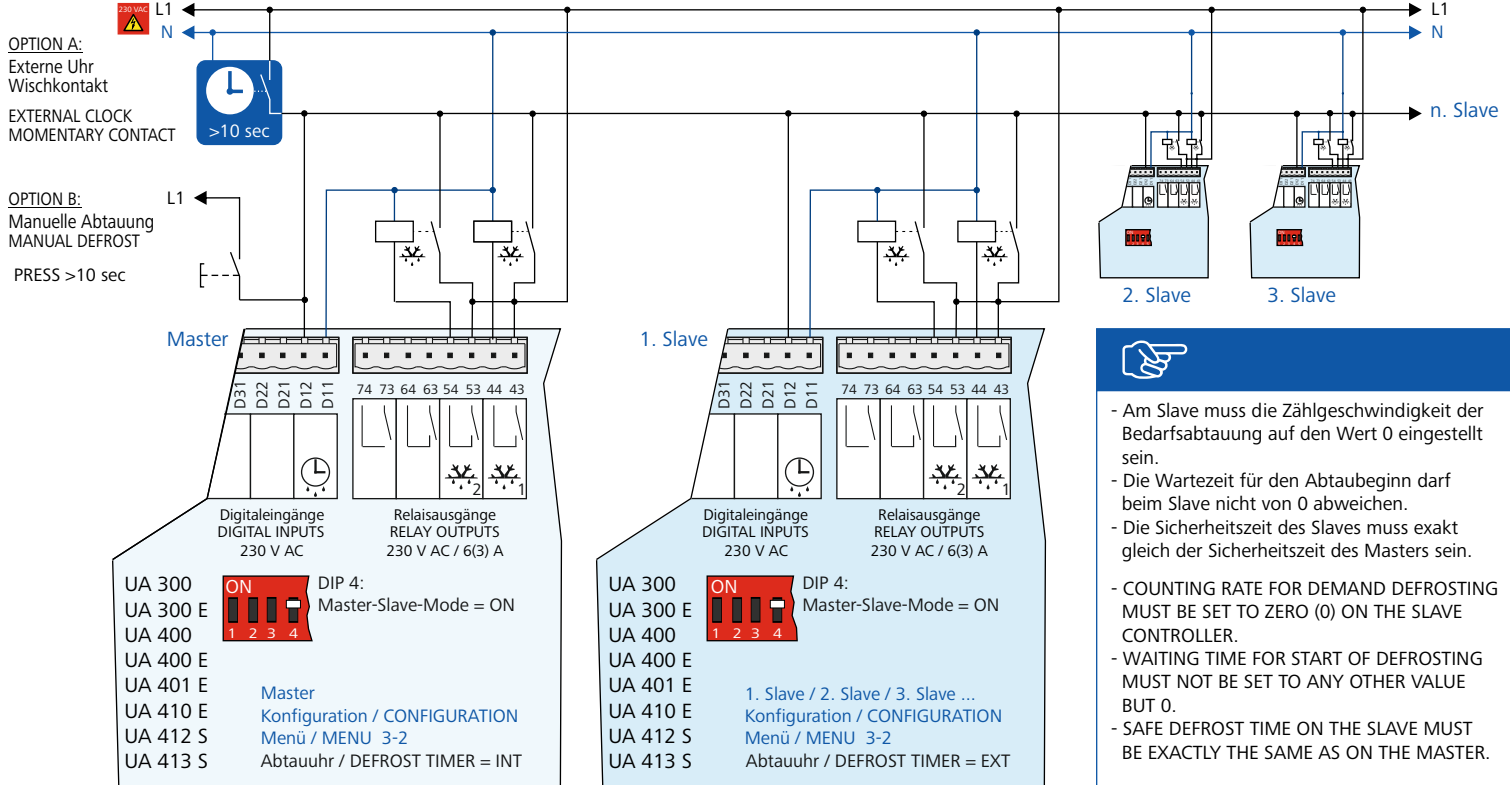 230 VAC
L1
L1
N
N
OPTION A:
Externe Uhr
Wischkontakt
EXTERNAL CLOCK
MOMENTARY CONTACT
>10 sec
n. Slave
OPTION B:
L1
Manuelle Abtauung
MANUAL DEFROST
PRESS >10 sec
2. Slave
3. Slave
Master
D31 D22 D21 D12 D11
74 73 64 63 54 53 44 43
2
1
Digitaleingänge
DIGITAL INPUTS
230 V AC
Relaisausgänge
RELAY OUTPUTS
230 V AC / 6(3) A
UA 300
UA 300 E
UA 400
UA 400 E
UA 401 E
UA 410 E
UA 412 S
UA 413 S
ON
1 2 3 4
DIP 4:
Master-Slave-Mode = ON
Master
Konfiguration / CONFIGURATION
Menü / MENU 3-2
Abtauuhr / DEFROST TIMER = INT
1. Slave
D31 D22 D21 D12 D11
74 73 64 63 54 53 44 43
2
1
Digitaleingänge
DIGITAL INPUTS
230 V AC
Relaisausgänge
RELAY OUTPUTS
230 V AC / 6(3) A
UA 300
UA 300 E
UA 400
UA 400 E
UA 401 E
UA 410 E
UA 412 S
UA 413 S
ON
1 2 3 4
DIP 4:
Master-Slave-Mode = ON
1. Slave / 2. Slave / 3. Slave ...
Konfiguration / CONFIGURATION
Menü / MENU 3-2
Abtauuhr / DEFROST TIMER = EXT
- Am Slave muss die Zählgeschwindigkeit der
Bedarfsabtauung auf den Wert 0 eingestellt
sein.
- Die Wartezeit für den Abtaubeginn darf
beim Slave nicht von 0 abweichen.
- Die Sicherheitszeit des Slaves muss exakt
gleich der Sicherheitszeit des Masters sein.
- COUNTING RATE FOR DEMAND DEFROSTING
MUST BE SET TO ZERO (0) ON THE SLAVE
CONTROLLER.
- WAITING TIME FOR START OF DEFROSTING
MUST NOT BE SET TO ANY OTHER VALUE
BUT 0.
- SAFE DEFROST TIME ON THE SLAVE MUST
BE EXACTLY THE SAME AS ON THE MASTER.